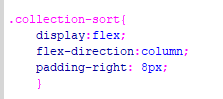 .collection-sort{
display:flex;
flex-direction:column;
padding-right: 8px;
}